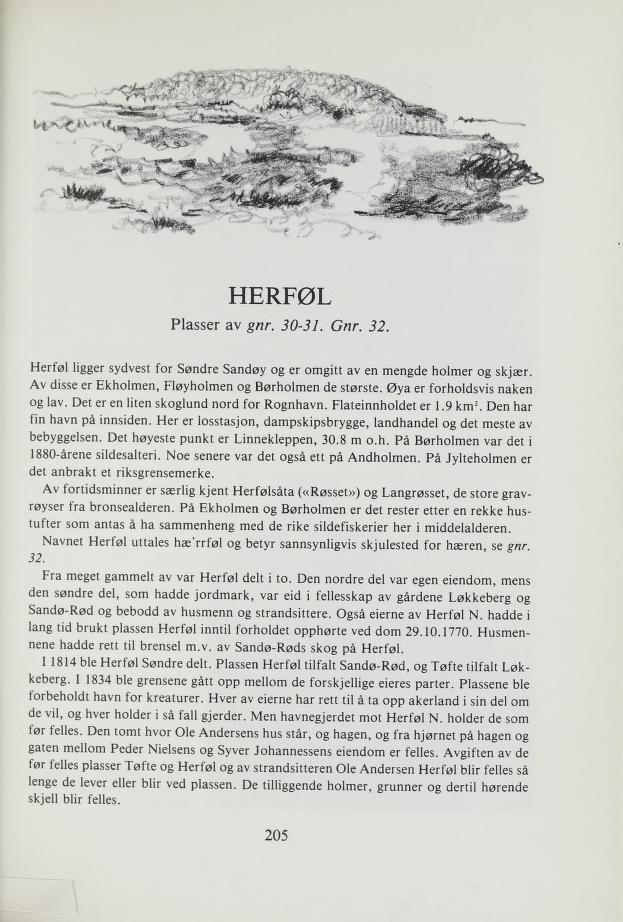 HERFØL
Plasser av gnr. 30-31. Gnr. 32.
Herføl ligger sydvest for Søndre Sandøy og er omgitt av en mengde holmer og skjær.
Av disse er Ekholmen, Fløyholmen og Børholmen de største. Øya er forholdsvis naken
og lav. Det er en liten skoglund nord for Rognhavn. Flateinnholdet er 1.9 km². Den har
fin havn på innsiden. Her er losstasjon, dampskipsbrygge, landhandel og det meste av
bebyggelsen. Det høyeste punkt er Linnekleppen, 30.8 m o.h. På Børholmen var det i
1880-årene sildesalteri. Noe senere var det også ett på Andholmen. På Jylteholmen er
det anbrakt et riksgrensemerke.
Av fortidsminner er særlig kjent Herfølsåta («Røsset») og Langrøsset, de store grav-
røyser fra bronsealderen. På Ekholmen og Børholmen er det rester etter en rekke hus-
tufter som antas å ha sammenheng med de rike sildefiskerier her i middelalderen.
Navnet Herføl uttales hæ'rrføl og betyr sannsynligvis skjulested for hæren, se gnr.
32.
Fra meget gammelt av var Herføl delt i to. Den nordre del var egen eiendom, mens
den søndre del, som hadde jordmark, var eid i fellesskap av gårdene Løkkeberg og
Sandø-Rød og bebodd av husmenn og strandsittere. Også eierne av Herføl N. hadde i
lang tid brukt plassen Herføl inntil forholdet opphørte ved dom 29.10.1770. Husmen-
nene hadde rett til brensel m.v. av Sandø-Røds skog på Herføl.
I 1814 ble Herføl Søndre delt. Plassen Herføl tilfalt Sandø-Rød, og Tøfte tilfalt Løk-
keberg. I 1834 ble grensene gått opp mellom de forskjellige eieres parter. Plassene ble
forbeholdt havn for kreaturer. Hver av eierne har rett til å ta opp akerland i sin del om
de vil, og hver holder i så fall gjerder. Men havnegjerdet mot Herføl N. holder de som
før felles. Den tomt hvor Ole Andersens hus står, og hagen, og fra hjørnet på hagen og
gaten mellom Peder Nielsens og Syver Johannessens eiendom er felles. Avgiften av de
før felles plasser Tøfte og Herføl og av strandsitteren Ole Andersen Herføl blir felles så
lenge de lever eller blir ved plassen. De tilliggende holmer, grunner og dertil hørende
skjell blir felles.
205